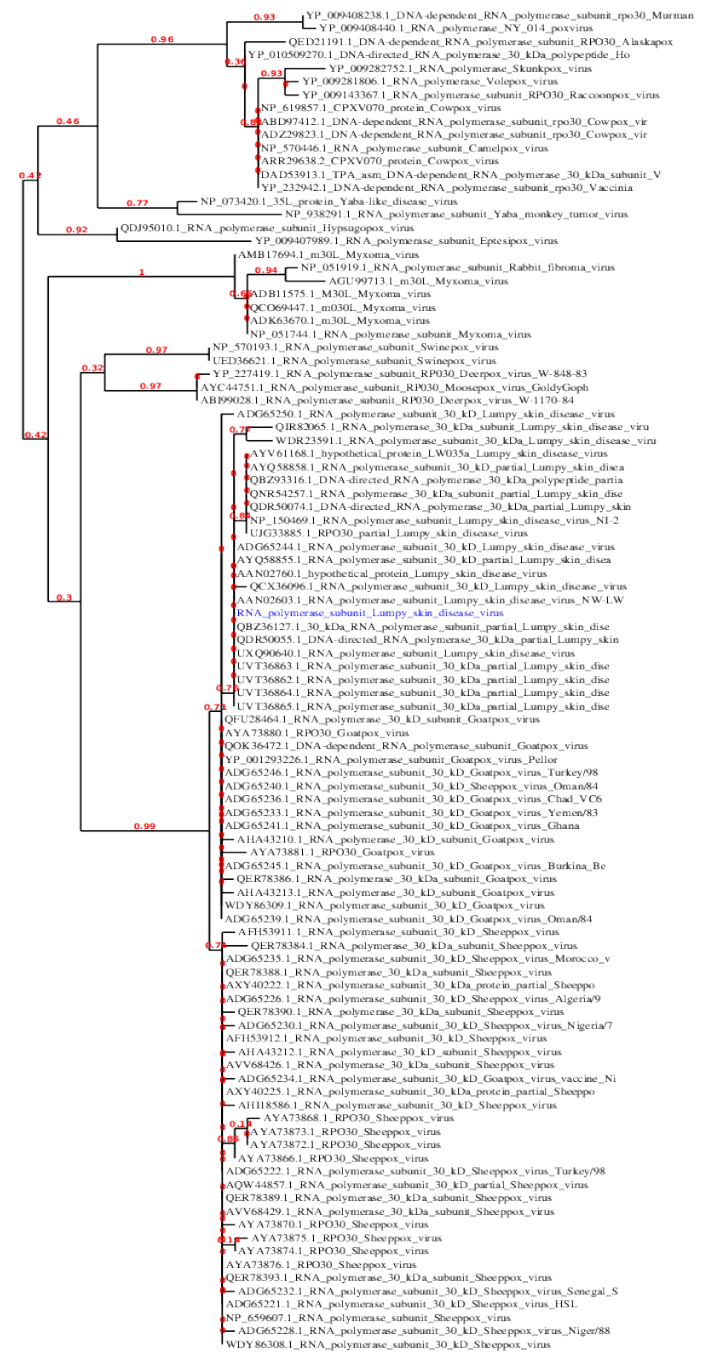 0.93
YP_009408238.1_DNA-dependent_RNA_polymerase_subunit_rpo30_Murman
YP_009408440.1_RNA_polymerase_NY_014_poxvirus
0.96
QED21191.1_DNA-dependent_RNA_polymerase_subunit_RPO30_Alaskapox
0.36
YP_010509270.1_DNA-directed_RNA_polymerase_30_kDa_polypeptide_Ho
YP_009282752.1_RNA_polymerase_Skunkpox_virus
0.93
YP_009281806.1_RNA_polymerase_Volepox_virus
YP_009143367.1_RNA_polymerase_subunit_RPO30_Raccoonpox_virus
NP_619857.1_CPXV070_protein_Cowpox_virus
ABD97412.1_DNA-dependent_RNA_polymerase_subunit_rpo30_Cowpox_vir
0.46
ADZ29823.1_DNA-dependent_RNA_polymerase_subunit_rpo30_Cowpox_vir
NP_570446.1_RNA_polymerase_subunit_Camelpox_virus
ARR29638.2_CPXV070_protein_Cowpox_virus
DAD53913.1_TPA_asm_DNA-dependent_RNA_polymerase_30_kDa_subunit_V
0.42
YP_232942.1_DNA-dependent_RNA_polymerase_subunit_rpo30_Vaccinia
NP_073420.1_35L_protein_Yaba-like_disease_virus
0.77
NP_938291.1_RNA_polymerase_subunit_Yaba_monkey_tumor_virus
QDJ95010.1_RNA_polymerase_subunit_Hypsugopox_virus
0.92
YP_009407989.1_RNA_polymerase_subunit_Eptesipox_virus
AMB17694.1_m30L_Myxoma_virus
NP_051919.1_RNA_polymerase_subunit_Rabbit_fibroma_virus
1
0.94
AGU99713.1_m30L_Myxoma_virus
ADB11575.1_M30L_Myxoma_virus
QCO69447.1_m030L_Myxoma_virus
ADK63670.1_m30L_Myxoma_virus
NP_051744.1_RNA_polymerase_subunit_Myxoma_virus
NP_570193.1_RNA_polymerase_subunit_Swinepox_virus
0.97
UED36621.1_RNA_polymerase_subunit_Swinepox_virus
0.32
YP_227419.1_RNA_polymerase_subunit_RP030_Deerpox_virus_W-848-83
0.97
AYC44751.1_RNA_polymerase_subunit_RP030_Moosepox_virus_GoldyGoph
ABI99028.1_RNA_polymerase_subunit_RP030_Deerpox_virus_W-1170-84
ADG65250.1_RNA_polymerase_subunit_30_kD_Lumpy_skin_disease_virus
QIR82065.1_RNA_polymerase_30_kDa_subunit_Lumpy_skin_disease_viru
0.42
WDR23591.1_RNA_polymerase_subunit_30_kDa_Lumpy_skin_disease_viru
AYV61168.1_hypothetical_protein_LW035a_Lumpy_skin_disease_virus
AYQ58858.1_RNA_polymerase_subunit_30_kD_partial_Lumpy_skin_disea
QBZ93316.1_DNA-directed_RNA_polymerase_30_kDa_polypeptide_partia
QNR54257.1_RNA_polymerase_30_kDa_subunit_partial_Lumpy_skin_dise
QDR50074.1_DNA-directed_RNA_polymerase_30_kDa_partial_Lumpy_skin
NP_150469.1_RNA_polymerase_subunit_Lumpy_skin_disease_virus_NI-2
UJG33885.1_RPO30_partial_Lumpy_skin_disease_virus
ADG65244.1_RNA_polymerase_subunit_30_kD_Lumpy_skin_disease_virus
AYQ58855.1_RNA_polymerase_subunit_30_kD_partial_Lumpy_skin_disea
AAN02760.1_hypothetical_protein_Lumpy_skin_disease_virus
QCX36096.1_RNA_polymerase_subunit_30_kD_Lumpy_skin_disease_virus
0.3
AAN02603.1_RNA_polymerase_subunit_Lumpy_skin_disease_virus_NW-LW
RNA_polymerase_subunit_Lumpy_skin_disease_virus
QBZ36127.1_30_kDa_RNA_polymerase_subunit_partial_Lumpy_skin_dise
QDR50055.1_DNA-directed_RNA_polymerase_30_kDa_partial_Lumpy_skin
UXQ90640.1_RNA_polymerase_subunit_Lumpy_skin_disease_virus
UVT36863.1_RNA_polymerase_subunit_30_kDa_partial_Lumpy_skin_dise
UVT36862.1_RNA_polymerase_subunit_30_kDa_partial_Lumpy_skin_dise
UVT36864.1_RNA_polymerase_subunit_30_kDa_partial_Lumpy_skin_dise
UVT36865.1_RNA_polymerase_subunit_30_kDa_partial_Lumpy_skin_dise
0.71
QFU28464.1_RNA_polymerase_30_kD_subunit_Goatpox_virus
AYA73880.1_RPO30_Goatpox_virus
QOK36472.1_DNA-dependent_RNA_polymerase_subunit_Goatpox_virus
YP_001293226.1_RNA_polymerase_subunit_Goatpox_virus_Pellor
ADG65246.1_RNA_polymerase_subunit_30_kD_Goatpox_virus_Turkey/98
ADG65240.1_RNA_polymerase_subunit_30_kD_Sheeppox_virus_Oman/84
ADG65236.1_RNA_polymerase_subunit_30_kD_Goatpox_virus_Chad_VC6
ADG65233.1_RNA_polymerase_subunit_30_kD_Goatpox_virus_Yemen/83
0.99
ADG65241.1_RNA_polymerase_subunit_30_kD_Goatpox_virus_Ghana
AHA43210.1_RNA_polymerase_30_kD_subunit_Goatpox_virus
AYA73881.1_RPO30_Goatpox_virus
ADG65245.1_RNA_polymerase_subunit_30_kD_Goatpox_virus_Burkina_Be
QER78386.1_RNA_polymerase_30_kDa_subunit_Goatpox_virus
AHA43213.1_RNA_polymerase_30_kD_subunit_Goatpox_virus
WDY86309.1_RNA_polymerase_subunit_30_kD_Goatpox_virus
ADG65239.1_RNA_polymerase_subunit_30_kD_Goatpox_virus_Oman/84
AFH53911.1_RNA_polymerase_subunit_30_kD_Sheeppox_virus
QER78384.1_RNA_polymerase_30_kDa_subunit_Sheeppox_virus
ADG65235.1_RNA_polymerase_subunit_30_kD_Sheeppox_virus_Morocco_v
QER78388.1_RNA_polymerase_30_kDa_subunit_Sheeppox_virus
AXY40222.1_RNA_polymerase_30_kDa_protein_partial_Sheeppo
ADG65226.1_RNA_polymerase_subunit_30_kD_Sheeppox_virus_Algeria/9
QER78390.1_RNA_polymerase_30_kDa_subunit_Sheeppox_virus
ADG65230.1_RNA_polymerase_subunit_30_kD_Sheeppox_virus_Nigeria/7
AFH53912.1_RNA_polymerase_subunit_30_kD_Sheeppox_virus
AHA43212.1_RNA_polymerase_30_kD_subunit_Sheeppox_virus
AVV68426.1_RNA_polymerase_30_kDa_subunit_Sheeppox_virus
ADG65234.1_RNA_polymerase_subunit_30_kD_Goatpox_virus_vaccine_Ni
AXY40225.1_RNA_polymerase_30_kDa_protein_partial_Sheeppo
AHI18586.1_RNA_polymerase_subunit_30_kD_Sheeppox_virus
AYA73868.1_RPO30_Sheeppox_virus
0.14
AYA73873.1_RPO30_Sheeppox_virus
AYA73872.1_RPO30_Sheeppox_virus
AYA73866.1_RPO30_Sheeppox_virus
ADG65222.1_RNA_polymerase_subunit_30_kD_Sheeppox_virus_Turkey/98
AQW44857.1_RNA_polymerase_subunit_30_kD_partial_Sheeppox_virus
QER78389.1_RNA_polymerase_30_kDa_subunit_Sheeppox_virus
AVV68429.1_RNA_polymerase_30_kDa_subunit_Sheeppox_virus
AYA73870.1_RPO30_Sheeppox_virus
AYA73875.1_RPO30_Sheeppox_virus
AYA73874.1_RPO30_Sheeppox_virus
AYA73876.1_RPO30_Sheeppox_virus
QER78393.1_RNA_polymerase_30_kDa_subunit_Sheeppox_virus
ADG65232.1_RNA_polymerase_subunit_30_kD_Sheeppox_virus_Senegal_S
ADG65221.1_RNA_polymerase_subunit_30_kD_Sheeppox_virus_HSL
NP_659607.1_RNA_polymerase_subunit_Sheeppox_virus
ADG65228.1_RNA_polymerase_subunit_30_kD_Sheeppox_virus_Niger/88
WDY86308.1_RNA_polymerase_subunit_30_kD_Sheeppox_virus